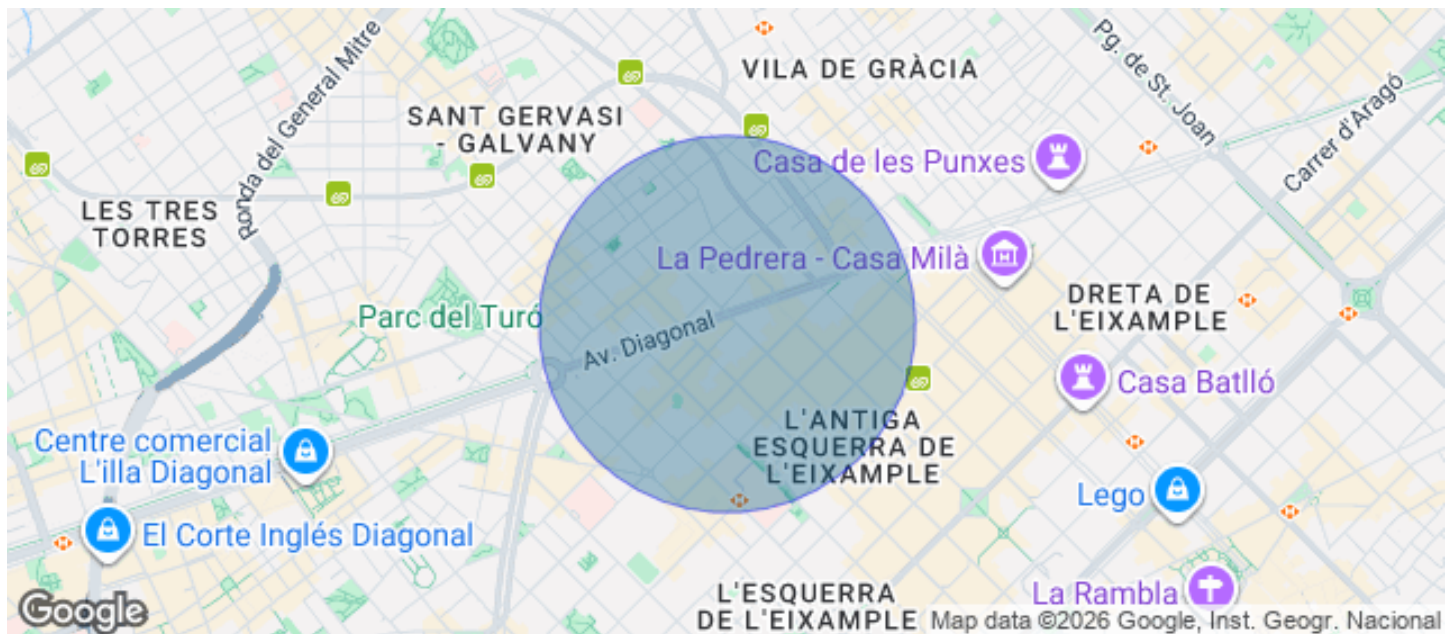 Ronda del General Mitre
VILA DE GRÀCIA
Pg. de St. Joan
Carrer d'Aragó
SANT GERVASI
- GALVANY
Casa de les Punxes
LES TRES
TORRES
La Pedrera - Casa Milà
Parc del Turó
Av. Diagonal
DRETA DE
L'EIXAMPLE
Casa Batlló
L'ANTIGA
ESQUERRA DE
L'EIXAMPLE
Centre comercial
L'illa Diagonal
Lego
El Corte Inglés Diagonal
L'ESQUERRA
DE L'EIXAMPLE
La Rambla
Google
Map data ©2026 Google, Inst. Geogr. Nacional